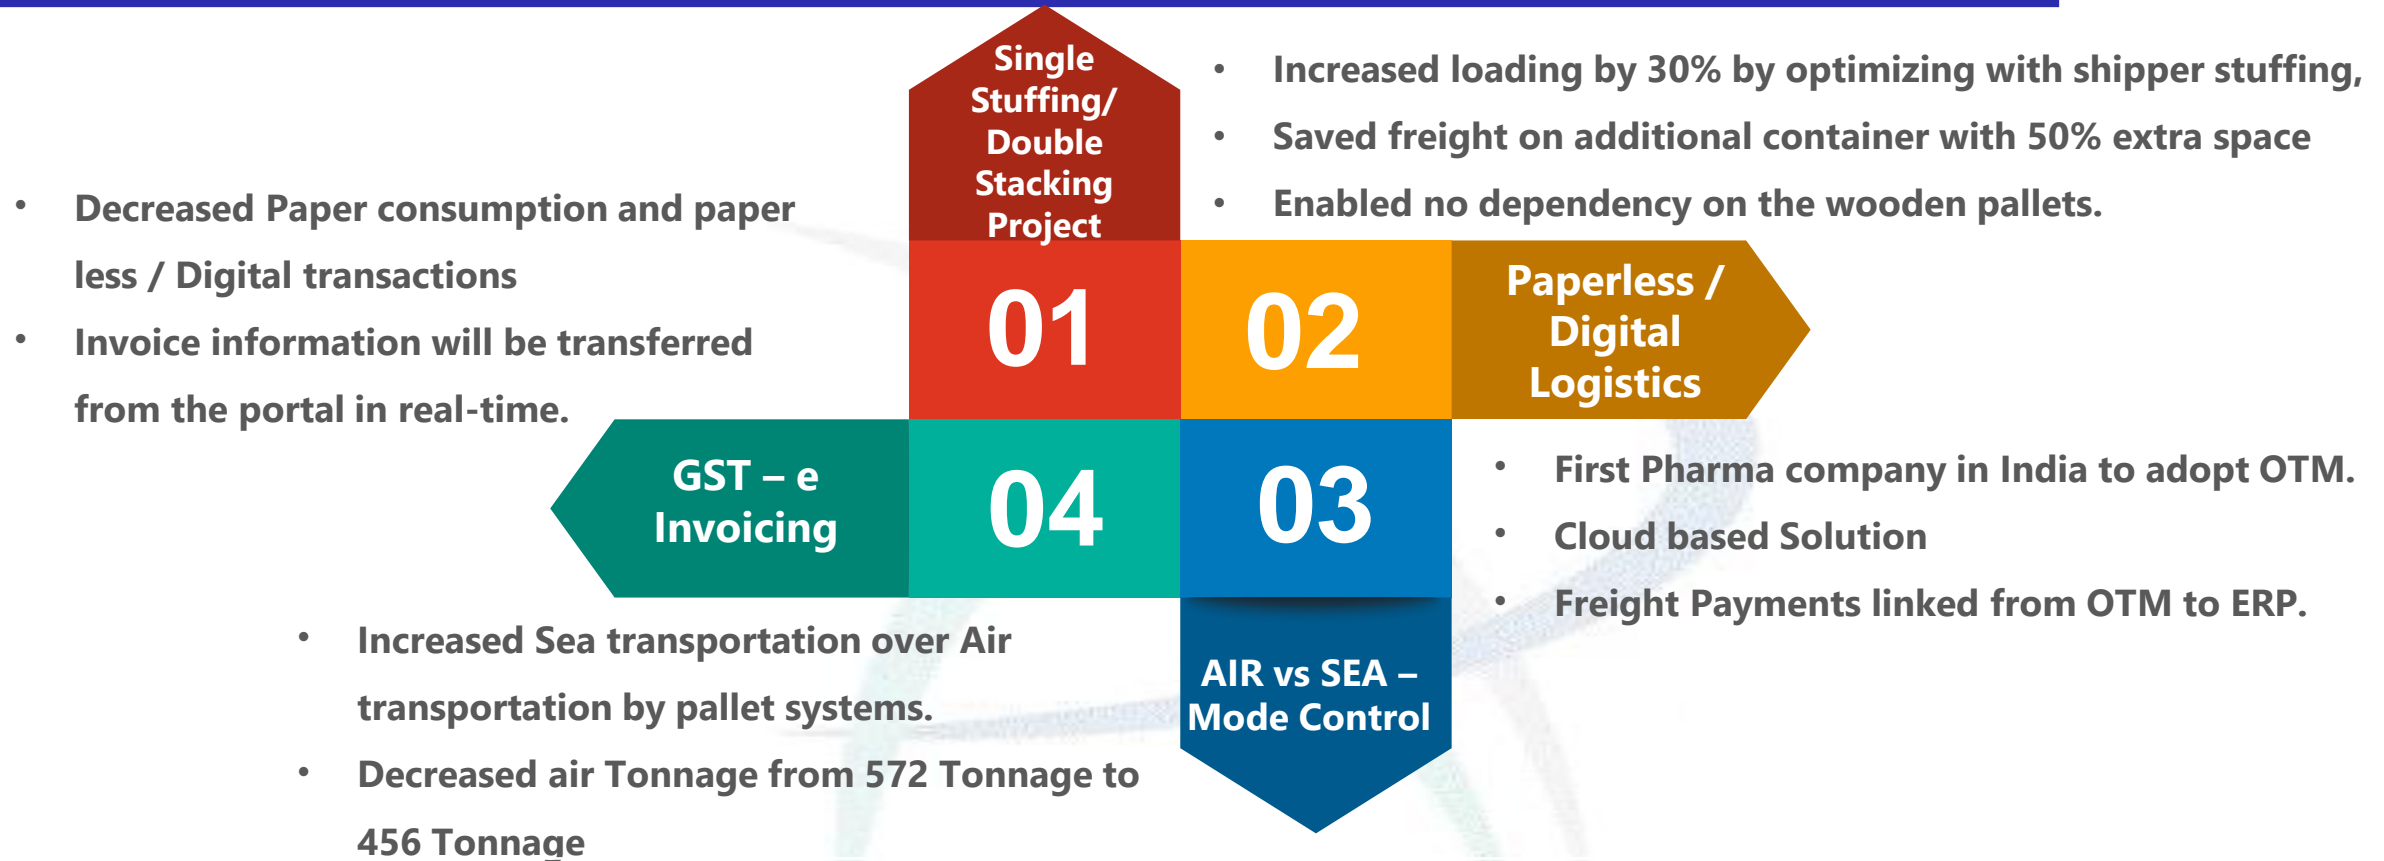 Single
Stuffing/
Double
Stacking
Project
• Increased loading by 30% by optimizing with shipper stuffing,
• Saved freight on additional container with 50% extra space
• Enabled no dependency on the wooden pallets.
• Decreased Paper consumption and paper
less / Digital transactions
• Invoice information will be transferred
from the portal in real-time.
01
02
Paperless /
Digital
Logistics
GST – e
Invoicing
04
03
• First Pharma company in India to adopt OTM.
• Cloud based Solution
• Freight Payments linked from OTM to ERP.
• Increased Sea transportation over Air
transportation by pallet systems.
• Decreased air Tonnage from 572 Tonnage to
456 Tonnage
AIR vs SEA –
Mode Control